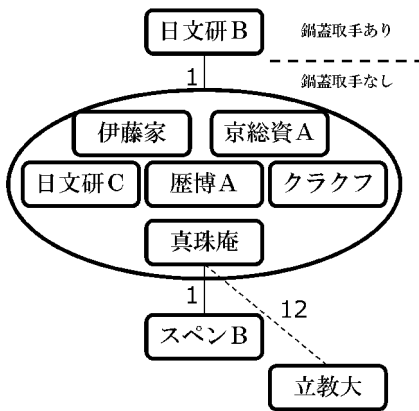 日文研B
鍋蓋取手あり
鍋蓋取手なし
1
伊藤家
京総資A
日文研C
歴博A
クラクフ
真珠庵
1
12
スペンB
立教大